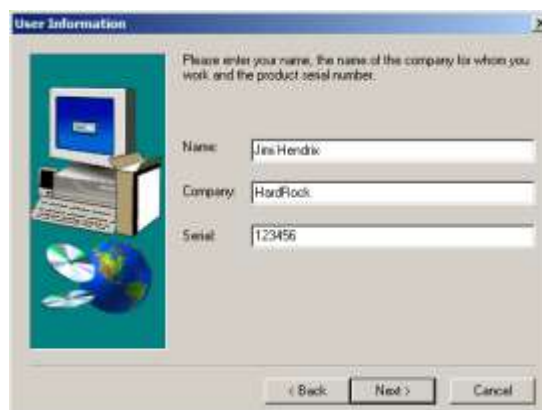 User Information
Please enter your name, the name of the company for whom you
work and the product serial number.
Name: Jimi Hendrix
Company: HardRock
Serial: 123456
< Back Next > Cancel